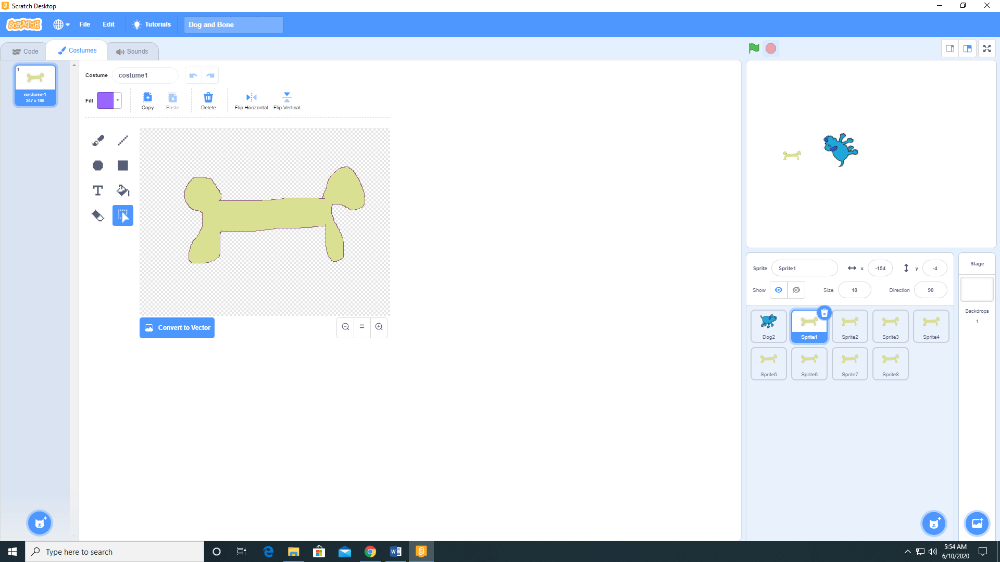 Scratch Desktop
SCRATCH File Edit Tutorials Dog and Bone
Code Costumes Sounds
1
costume1
347 x 186
Costume costume1
Fill Copy Paste Delete Flip Horizontal Flip Vertical
T
Convert to Vector
=
Sprite Sprite1 x -154 y -4
Show Size 10 Direction 90
Dog2 Sprite1 Sprite2 Sprite3 Sprite4
Sprite5 Sprite6 Sprite7 Sprite8
Stage
Backdrops
1
Type here to search
5:54 AM
6/10/2020